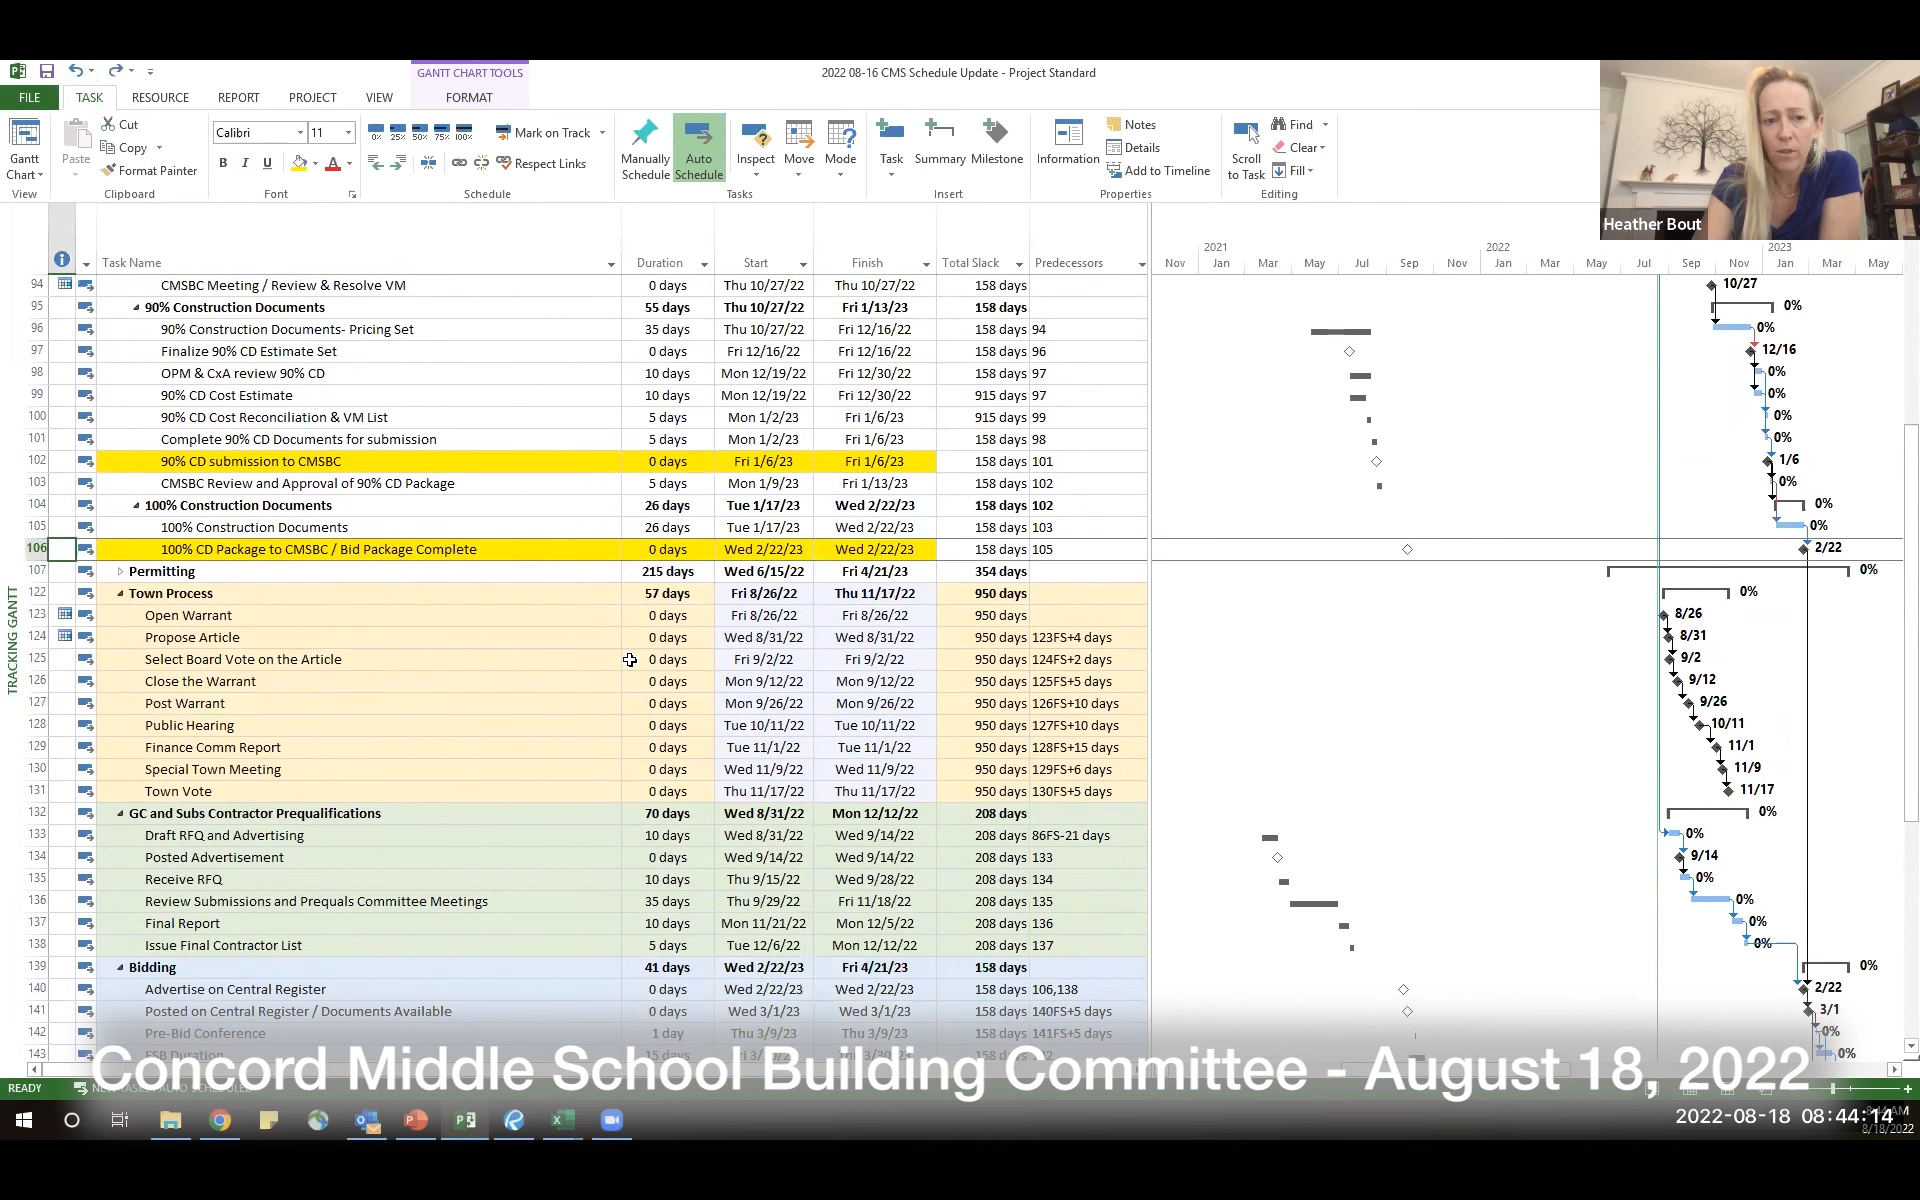 2022 08-16 CMS Schedule Update - Project Standard
GANTT CHART TOOLS
FILE TASK RESOURCE REPORT PROJECT VIEW FORMAT
Gantt Chart
View
Paste
Cut
Copy
Format Painter
Clipboard
Calibri 11
B I U A
Font
0% 25% 50% 75% 100%
Mark on Track
Respect Links
Schedule
Manually Schedule
Auto Schedule
Inspect Move Mode
Tasks
Task Summary Milestone
Insert
Information
Notes
Details
Add to Timeline
Properties
Scroll to Task
Find
Clear
Fill
Editing
Heather Bout
2021 2022 2023
Task Name Duration Start Finish Total Slack Predecessors Nov Jan Mar May Jul Sep Nov Jan Mar May Jul Sep Nov Jan Mar May
94 CMSBC Meeting / Review & Resolve VM 0 days Thu 10/27/22 Thu 10/27/22 158 days 10/27
95 90% Construction Documents 55 days Thu 10/27/22 Fri 1/13/23 158 days 0%
96 90% Construction Documents- Pricing Set 35 days Thu 10/27/22 Fri 12/16/22 158 days 94 0%
97 Finalize 90% CD Estimate Set 0 days Fri 12/16/22 Fri 12/16/22 158 days 96 12/16
98 OPM & CxA review 90% CD 10 days Mon 12/19/22 Fri 12/30/22 158 days 97 0%
99 90% CD Cost Estimate 10 days Mon 12/19/22 Fri 12/30/22 915 days 97 0%
100 90% CD Cost Reconciliation & VM List 5 days Mon 1/2/23 Fri 1/6/23 915 days 99 0%
101 Complete 90% CD Documents for submission 5 days Mon 1/2/23 Fri 1/6/23 158 days 98 0%
102 90% CD submission to CMSBC 0 days Fri 1/6/23 Fri 1/6/23 158 days 101 1/6
103 CMSBC Review and Approval of 90% CD Package 5 days Mon 1/9/23 Fri 1/13/23 158 days 102 0%
104 100% Construction Documents 26 days Tue 1/17/23 Wed 2/22/23 158 days 102 0%
105 100% Construction Documents 26 days Tue 1/17/23 Wed 2/22/23 158 days 103 0%
106 100% CD Package to CMSBC / Bid Package Complete 0 days Wed 2/22/23 Wed 2/22/23 158 days 105 2/22
107 Permitting 215 days Wed 6/15/22 Fri 4/21/23 354 days 0%
122 Town Process 57 days Fri 8/26/22 Thu 11/17/22 950 days 0%
123 Open Warrant 0 days Fri 8/26/22 Fri 8/26/22 950 days 8/26
124 Propose Article 0 days Wed 8/31/22 Wed 8/31/22 950 days 123FS+4 days 8/31
125 Select Board Vote on the Article 0 days Fri 9/2/22 Fri 9/2/22 950 days 124FS+2 days 9/2
126 Close the Warrant 0 days Mon 9/12/22 Mon 9/12/22 950 days 125FS+5 days 9/12
127 Post Warrant 0 days Mon 9/26/22 Mon 9/26/22 950 days 126FS+10 days 9/26
128 Public Hearing 0 days Tue 10/11/22 Tue 10/11/22 950 days 127FS+10 days 10/11
129 Finance Comm Report 0 days Tue 11/1/22 Tue 11/1/22 950 days 128FS+15 days 11/1
130 Special Town Meeting 0 days Wed 11/9/22 Wed 11/9/22 950 days 129FS+6 days 11/9
131 Town Vote 0 days Thu 11/17/22 Thu 11/17/22 950 days 130FS+5 days 11/17
132 GC and Subs Contractor Prequalifications 70 days Wed 8/31/22 Mon 12/12/22 208 days 0%
133 Draft RFQ and Advertising 10 days Wed 8/31/22 Wed 9/14/22 208 days 86FS-21 days 0%
134 Posted Advertisement 0 days Wed 9/14/22 Wed 9/14/22 208 days 133 9/14
135 Receive RFQ 10 days Thu 9/15/22 Wed 9/28/22 208 days 134 0%
136 Review Submissions and Prequals Committee Meetings 35 days Thu 9/29/22 Fri 11/18/22 208 days 135 0%
137 Final Report 10 days Mon 11/21/22 Mon 12/5/22 208 days 136 0%
138 Issue Final Contractor List 5 days Tue 12/6/22 Mon 12/12/22 208 days 137 0%
139 Bidding 41 days Wed 2/22/23 Fri 4/21/23 158 days 0%
140 Advertise on Central Register 0 days Wed 2/22/23 Wed 2/22/23 158 days 106,138 2/22
141 Posted on Central Register / Documents Available 0 days Wed 3/1/23 Wed 3/1/23 158 days 140FS+5 days 3/1
142 Pre-Bid Conference 1 day Thu 3/9/23 Thu 3/9/23 158 days 141FS+5 days 0%
143 FSB Duration 15 days 158 days 0%
TRACKING GANTT
Concord Middle School Building Committee - August 18, 2022
READY
2022-08-18 08:44:14
8/18/2022